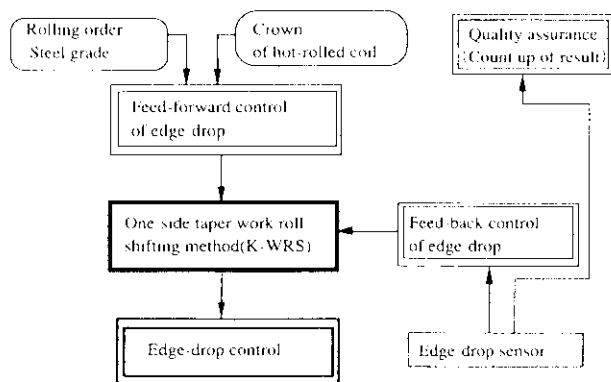 Rolling order
Steel grade
Crown
of hot-rolled coil
Quality assurance
(Count up of result)
Feed-forward control
of edge drop
One side taper work roll
shifting method(K-WRS)
Feed-back control
of edge drop
Edge-drop control
Edge-drop sensor